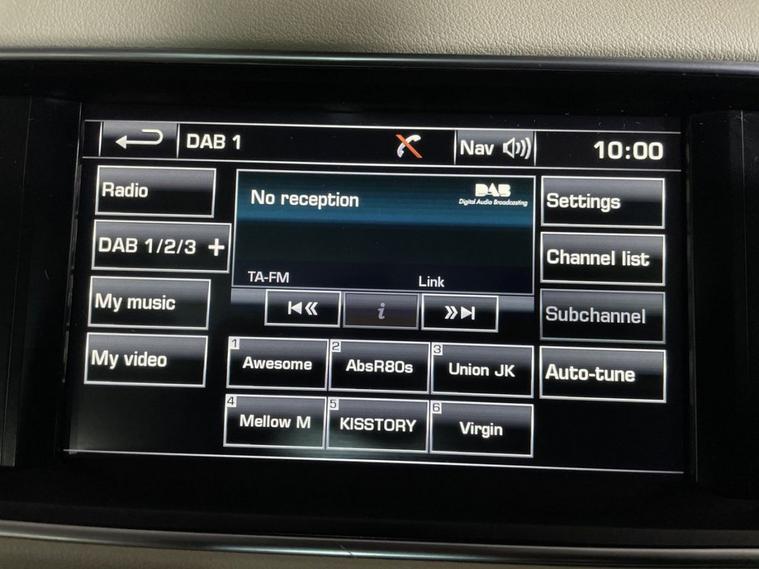 DAB 1 Nav 10:00
Radio
DAB 1/2/3 +
My music
My video
No reception
DAB
Digital Audio Broadcasting
TA-FM Link
i
1 Awesome
2 AbsR80s
3 Union JK
4 Mellow M
5 KISSTORY
6 Virgin
Settings
Channel list
Subchannel
Auto-tune